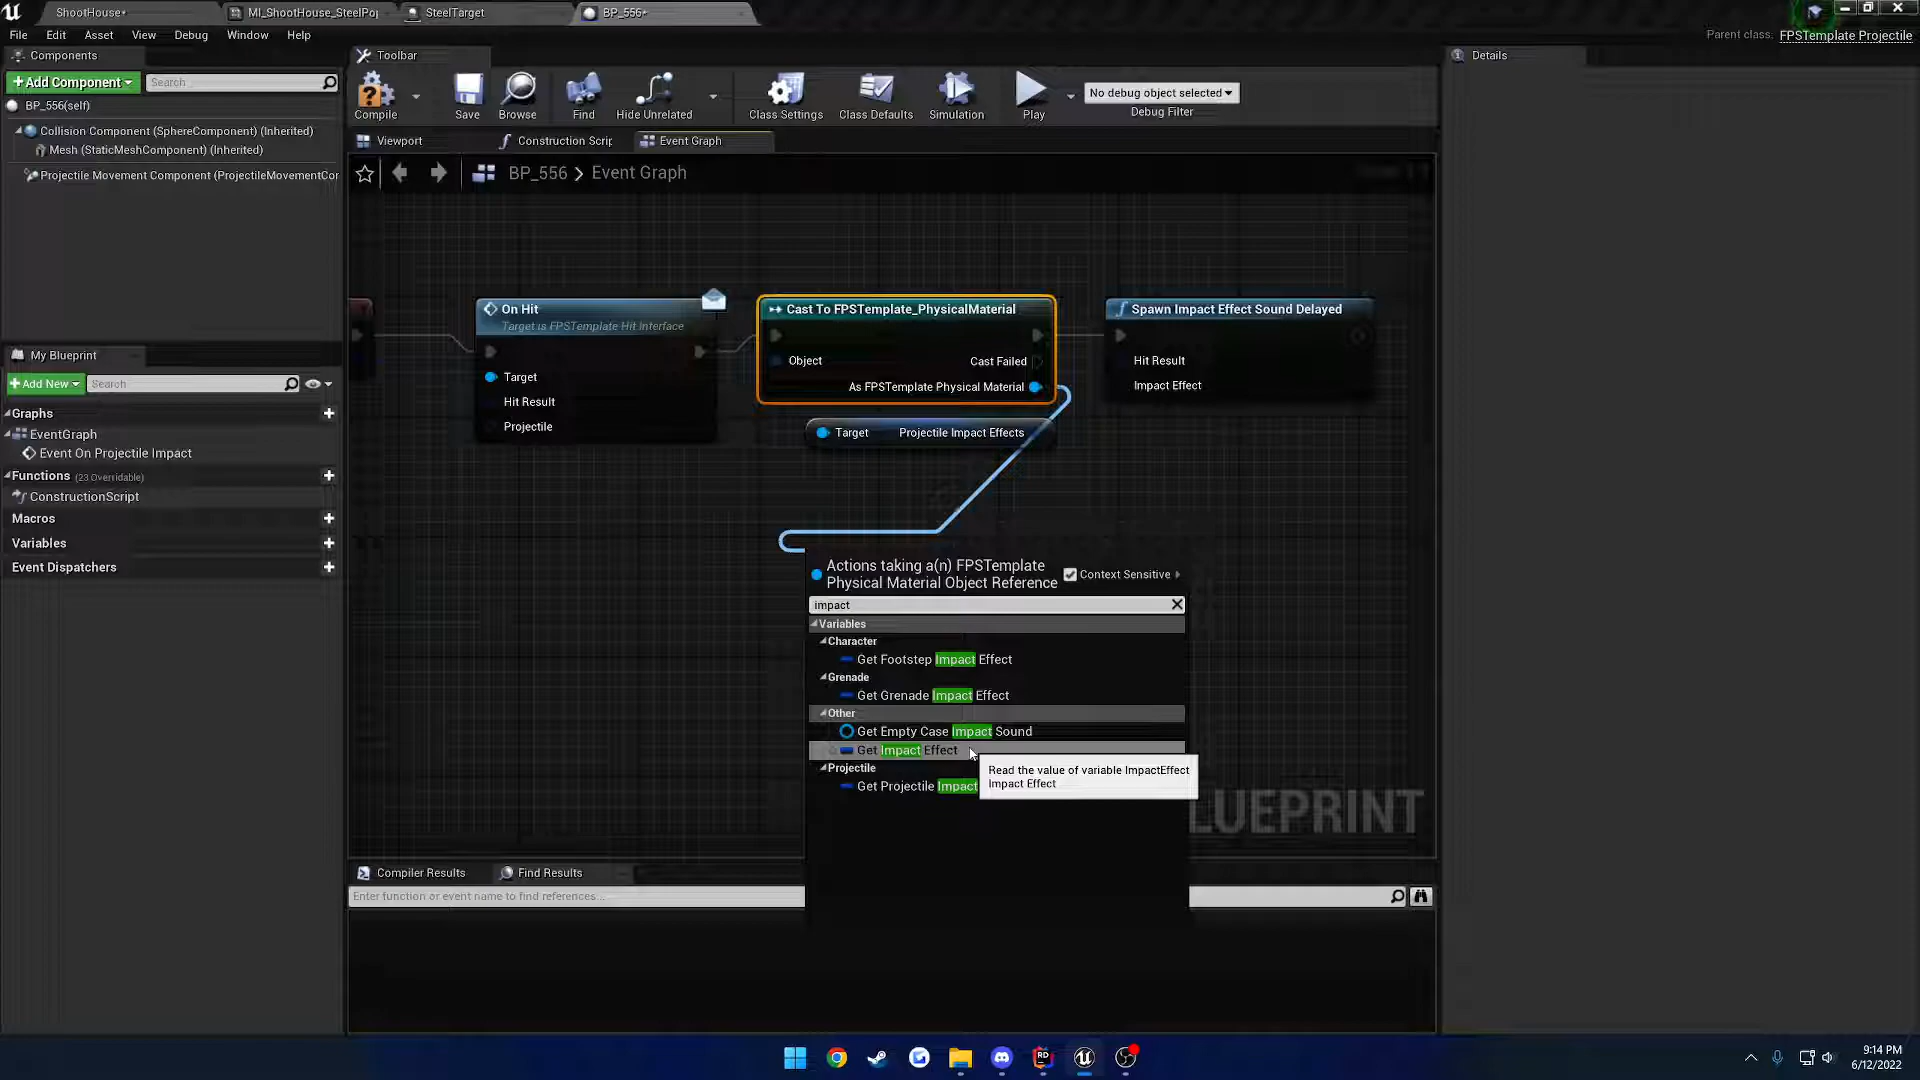 ShootHouse*
MI_ShootHouse_SteelPo
SteelTarget
BP_556*
File Edit Asset View Debug Window Help
Parent class: FPSTemplate Projectile
Components
+Add Component
Search
BP_556(self)
Collision Component (SphereComponent) (Inherited)
Mesh (StaticMeshComponent) (Inherited)
Projectile Movement Component (ProjectileMovementCor
My Blueprint
+Add New
Search
Graphs
EventGraph
Event On Projectile Impact
Functions (23 Overridable)
ConstructionScript
Macros
Variables
Event Dispatchers
Toolbar
Compile
Save
Browse
Find
Hide Unrelated
Class Settings
Class Defaults
Simulation
Play
No debug object selected
Debug Filter
Viewport
Construction Scrip
Event Graph
BP_556 > Event Graph
On Hit
Target is FPSTemplate Hit Interface
Target
Hit Result
Projectile
Cast To FPSTemplate_PhysicalMaterial
Object
Cast Failed
As FPSTemplate Physical Material
Target Projectile Impact Effects
Spawn Impact Effect Sound Delayed
Hit Result
Impact Effect
Actions taking a(n) FPSTemplate
Physical Material Object Reference
Context Sensitive
impact
Variables
Character
Get Footstep Impact Effect
Grenade
Get Grenade Impact Effect
Other
Get Empty Case Impact Sound
Get Impact Effect
Projectile
Get Projectile Impact
Read the value of variable ImpactEffect
Impact Effect
LUEPRINT
Compiler Results
Find Results
Enter function or event name to find references...
Details
9:14 PM
6/12/2022